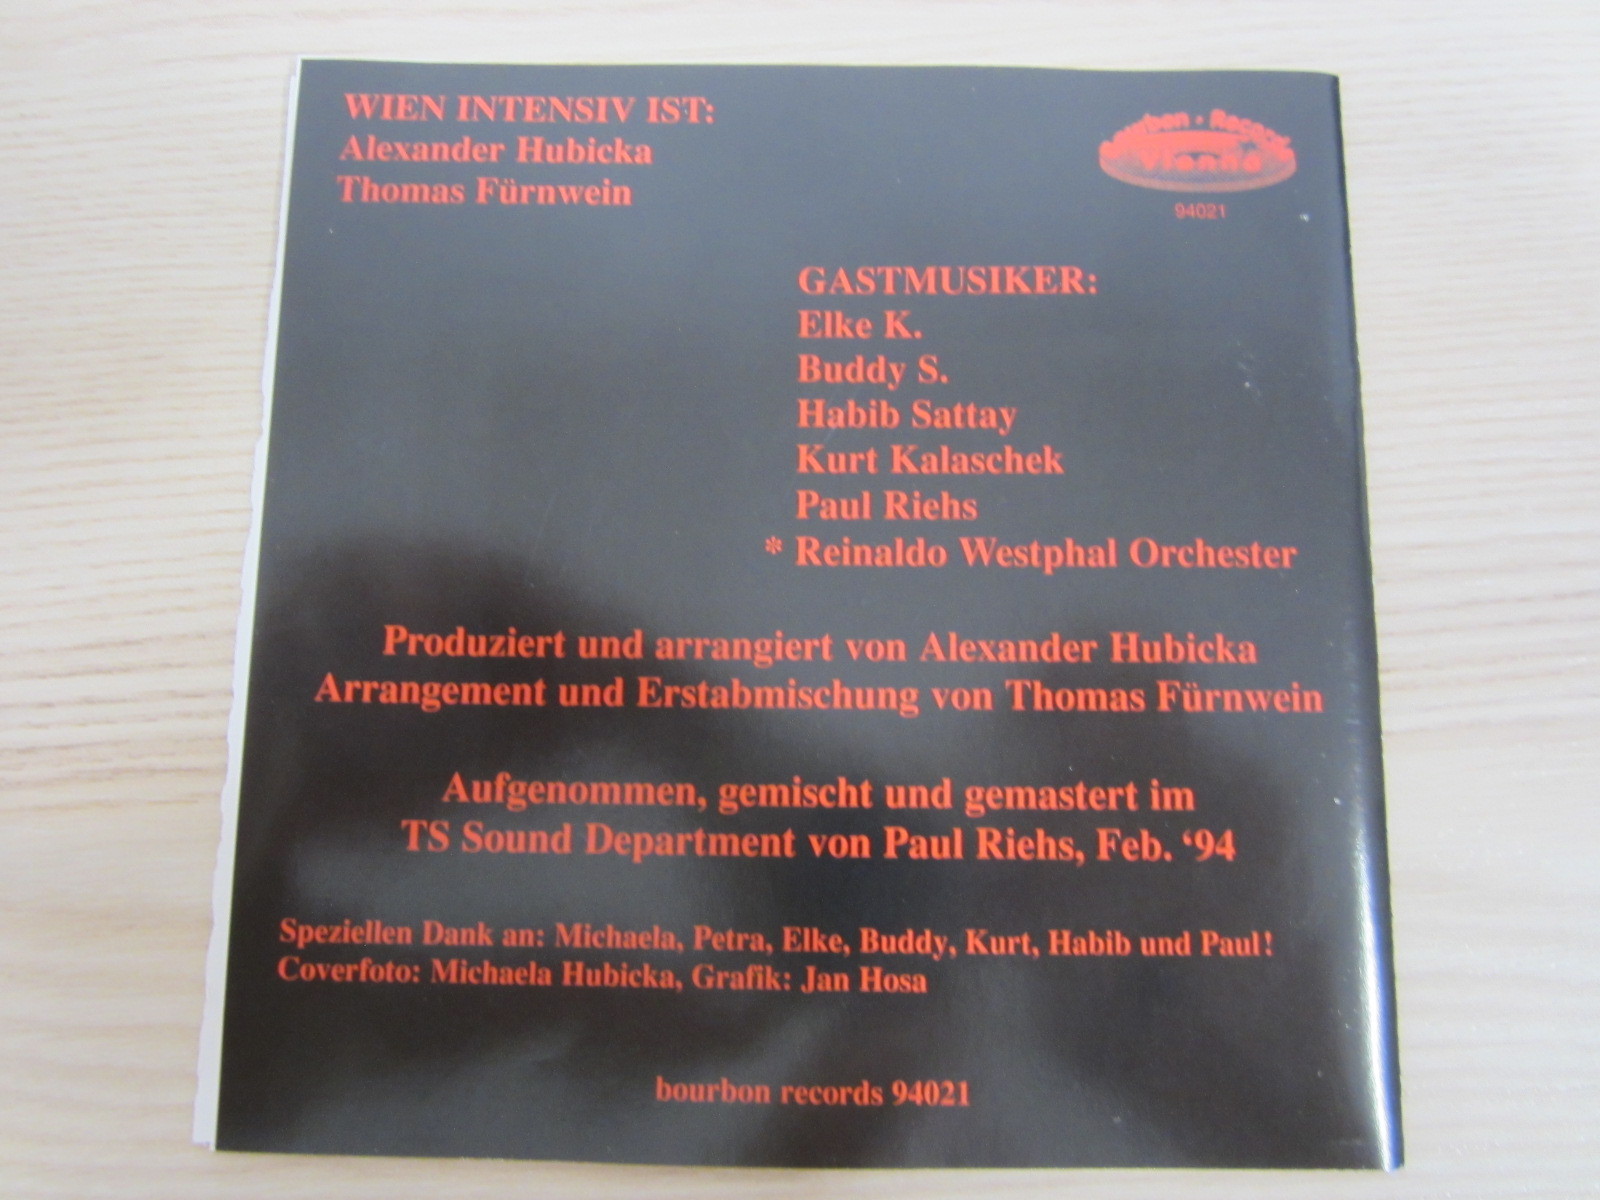 WIEN INTENSIV IST:
Alexander Hubicka
Thomas Fürnwein
Bourbon • Records
Vienna
94021
GASTMUSIKER:
Elke K.
Buddy S.
Habib Sattay
Kurt Kalaschek
Paul Riehs
* Reinaldo Westphal Orchester
Produziert und arrangiert von Alexander Hubicka
Arrangement und Erstabmischung von Thomas Fürnwein
Aufgenommen, gemischt und gemastert im
TS Sound Department von Paul Riehs, Feb. ‘94
Speziellen Dank an: Michaela, Petra, Elke, Buddy, Kurt, Habib und Paul!
Coverfoto: Michaela Hubicka, Grafik: Jan Hosa
bourbon records 94021